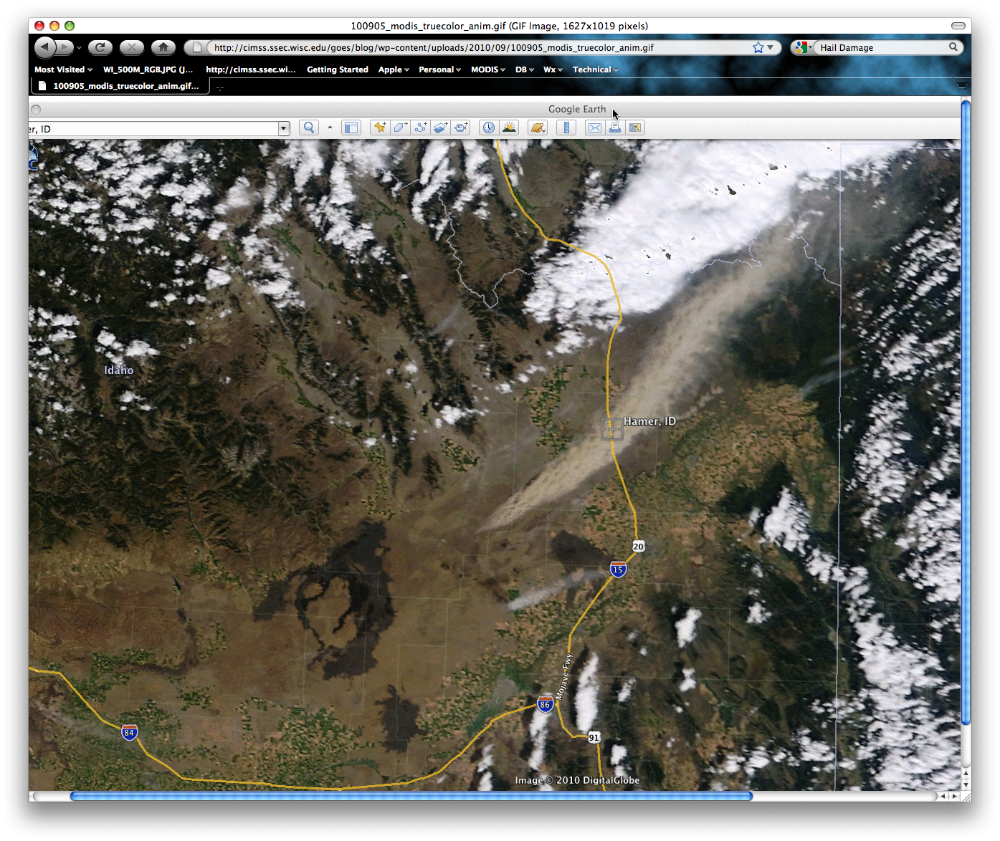 100905_modis_truecolor_anim.gif (GIF Image, 1627x1019 pixels)
http://cimss.ssec.wisc.edu/goes/blog/wp-content/uploads/2010/09/100905_modis_truecolor_anim.gif
Hail Damage
Most Visited WI_500M_RGB.JPG (J... http://cimss.ssec.wi... Getting Started Apple Personal MODIS DB Wx Technical
100905_modis_truecolor_anim.gif...
Google Earth
er, ID
Idaho
Hamer, ID
20
15
Mojave Fwy
86
84
91
Image © 2010 DigitalGlobe